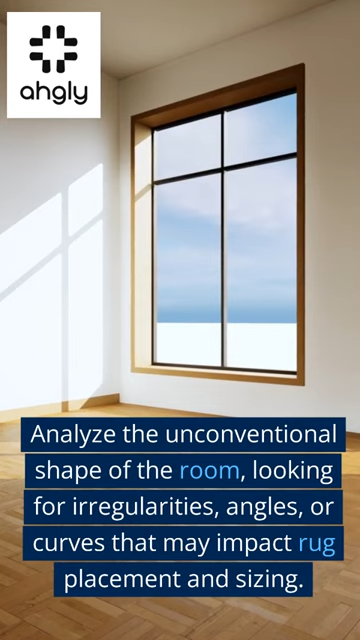 ahgly
Analyze the unconventional
shape of the room, looking
for irregularities, angles, or
curves that may impact rug
placement and sizing.